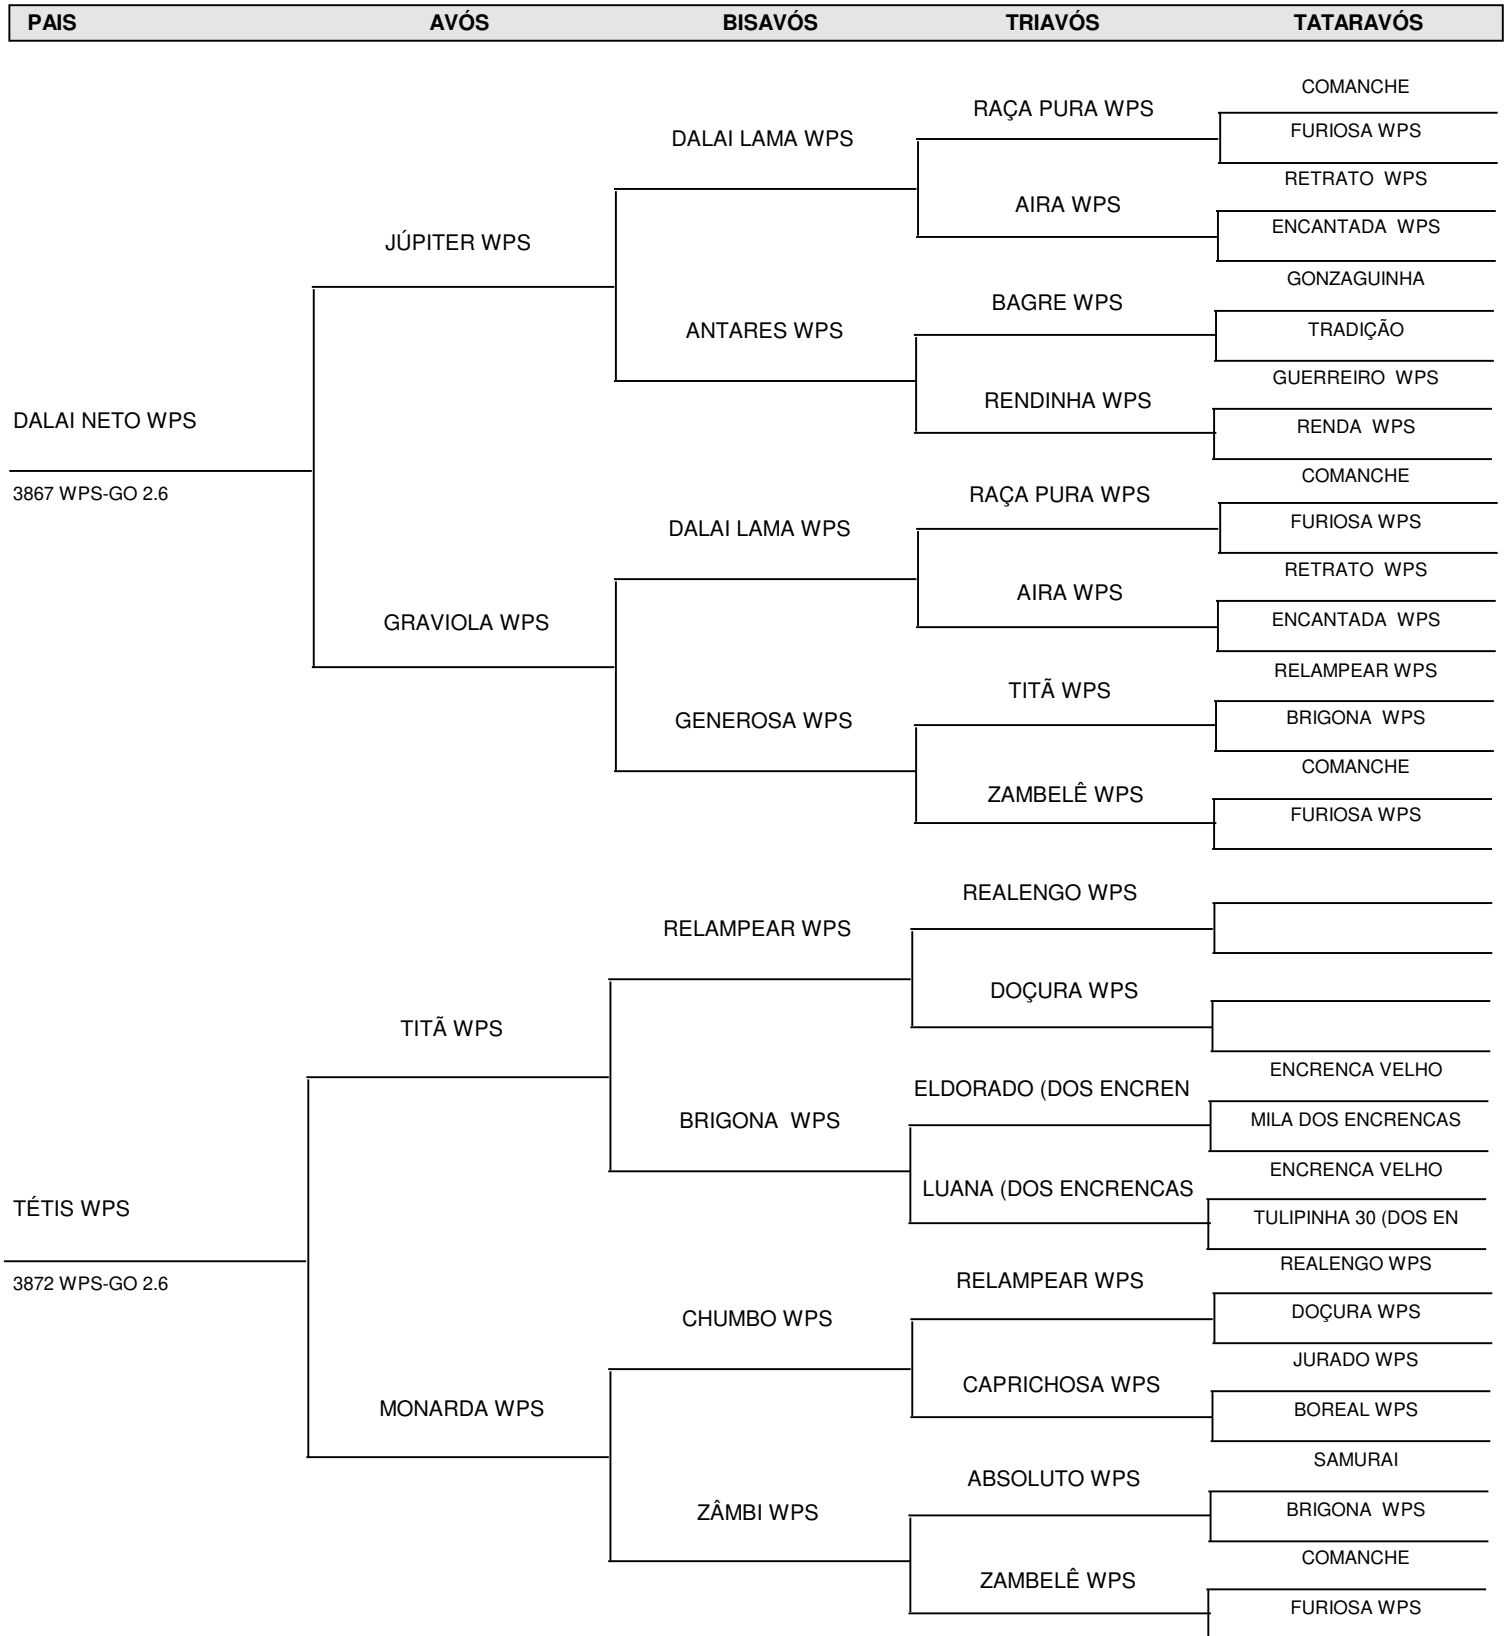 PAIS AVÓS BISAVÓS TRIAVÓS TATARAVÓS
COMANCHE
RAÇA PURA WPS
FURIOSA WPS
DALAI LAMA WPS
RETRATO WPS
AIRA WPS
ENCANTADA WPS
JÚPITER WPS
GONZAGUINHA
BAGRE WPS
TRADIÇÃO
ANTARES WPS
GUERREIRO WPS
RENDINHA WPS
RENDA WPS
DALAI NETO WPS
3867 WPS-GO 2.6
COMANCHE
RAÇA PURA WPS
FURIOSA WPS
DALAI LAMA WPS
RETRATO WPS
AIRA WPS
ENCANTADA WPS
GRAVIOLA WPS
RELAMPEAR WPS
TITÃ WPS
BRIGONA WPS
GENEROSA WPS
COMANCHE
ZAMBELÊ WPS
FURIOSA WPS
REALENGO WPS
RELAMPEAR WPS
DOÇURA WPS
TITÃ WPS
ENCRENCA VELHO
ELDORADO (DOS ENCREN
MILA DOS ENCRENCAS
BRIGONA WPS
ENCRENCA VELHO
LUANA (DOS ENCRENCAS
TULIPINHA 30 (DOS EN
TÉTIS WPS
3872 WPS-GO 2.6
REALENGO WPS
RELAMPEAR WPS
DOÇURA WPS
CHUMBO WPS
JURADO WPS
CAPRICHOSA WPS
BOREAL WPS
MONARDA WPS
SAMURAI
ABSOLUTO WPS
BRIGONA WPS
ZÂMBI WPS
COMANCHE
ZAMBELÊ WPS
FURIOSA WPS